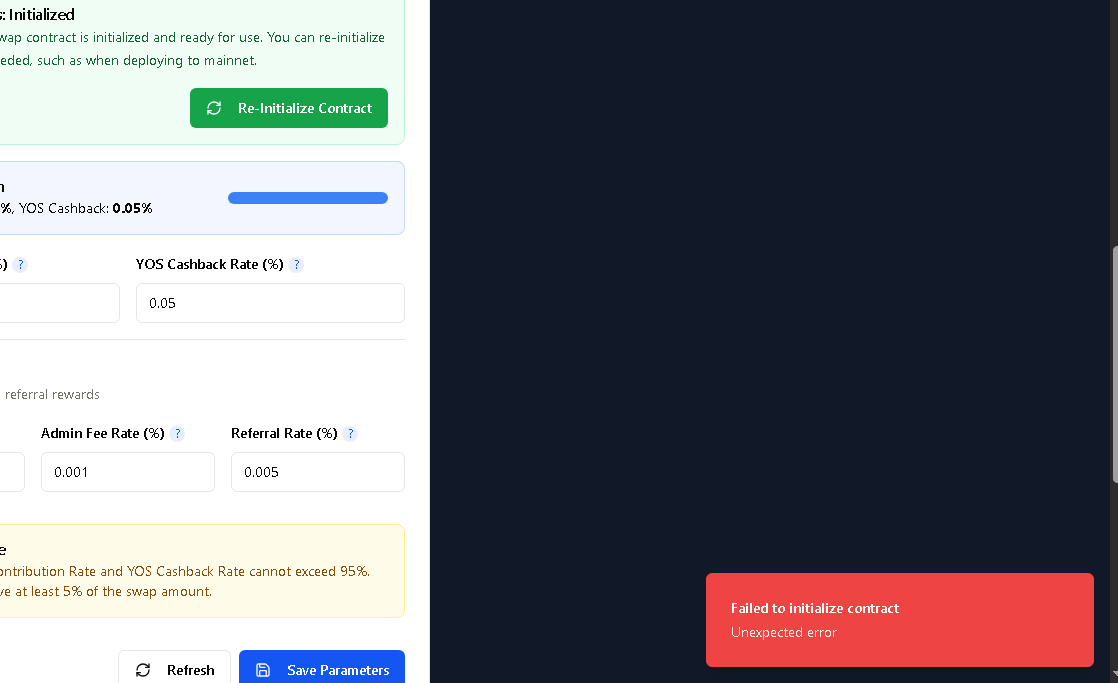 s: Initialized
wap contract is initialized and ready for use. You can re-initialize
eded, such as when deploying to mainnet.
Re-Initialize Contract
n
%, YOS Cashback: 0.05%
%) ?
YOS Cashback Rate (%) ?
0.05
referral rewards
Admin Fee Rate (%) ?
Referral Rate (%) ?
0.001
0.005
e
ontribution Rate and YOS Cashback Rate cannot exceed 95%.
ve at least 5% of the swap amount.
Refresh
Save Parameters
Failed to initialize contract
Unexpected error